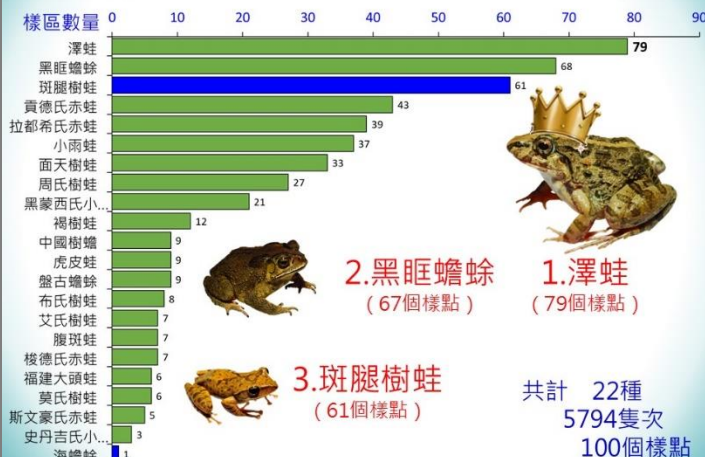 樣區數量
0 10 20 30 40 50 60 70 80 90
澤蛙 79
黑眶蟾蜍 68
斑腿樹蛙 61
貢德氏赤蛙 43
拉都希氏赤蛙 39
小雨蛙 37
面天樹蛙 33
周氏樹蛙 27
黑蒙西氏小... 21
褐樹蛙 12
中國樹蟾 9
虎皮蛙 9
盤古蟾蜍 9
布氏樹蛙 8
艾氏樹蛙 7
腹斑蛙 7
梭德氏赤蛙 7
福建大頭蛙 6
莫氏樹蛙 6
斯文豪氏赤蛙 5
史丹吉氏小... 3
海蟾蜍 1
2.黑眶蟾蜍
(67個樣點)
1.澤蛙
(79個樣點)
3.斑腿樹蛙
(61個樣點)
共計 22種
5794隻次
100個樣點